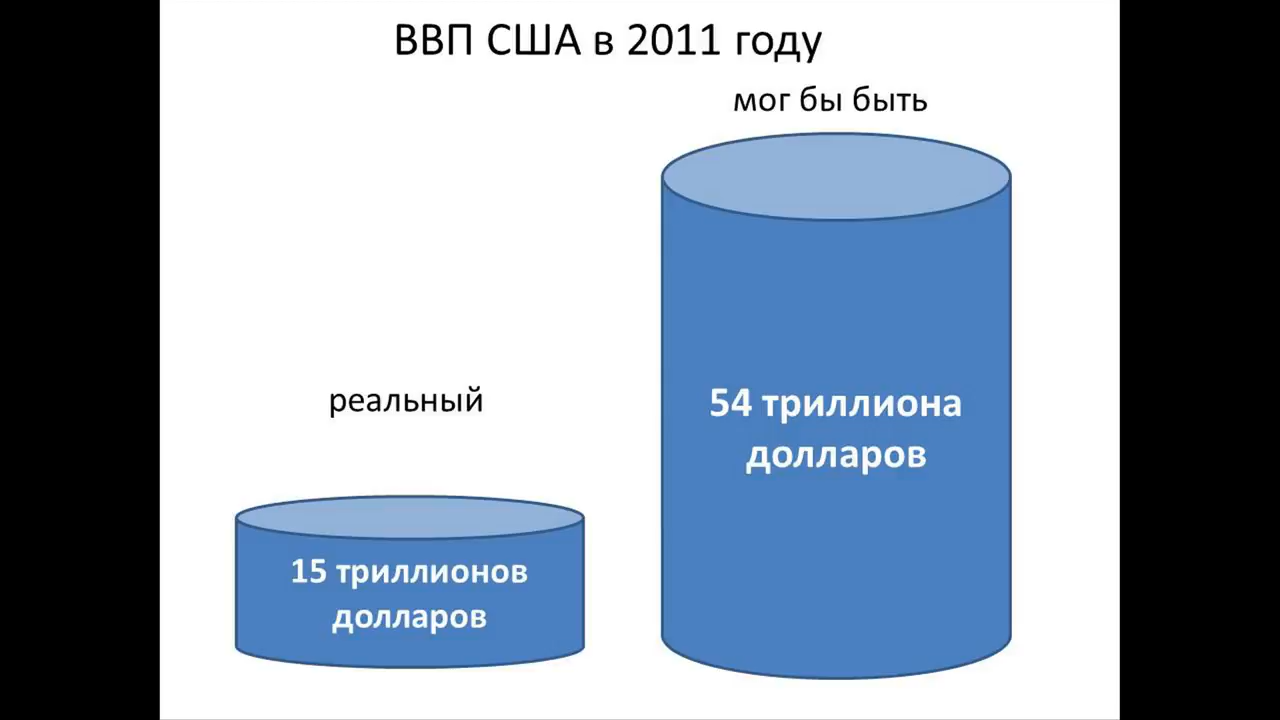 ВВП США в 2011 году
мог бы быть
реальный
54 триллиона
долларов
15 триллионов
долларов